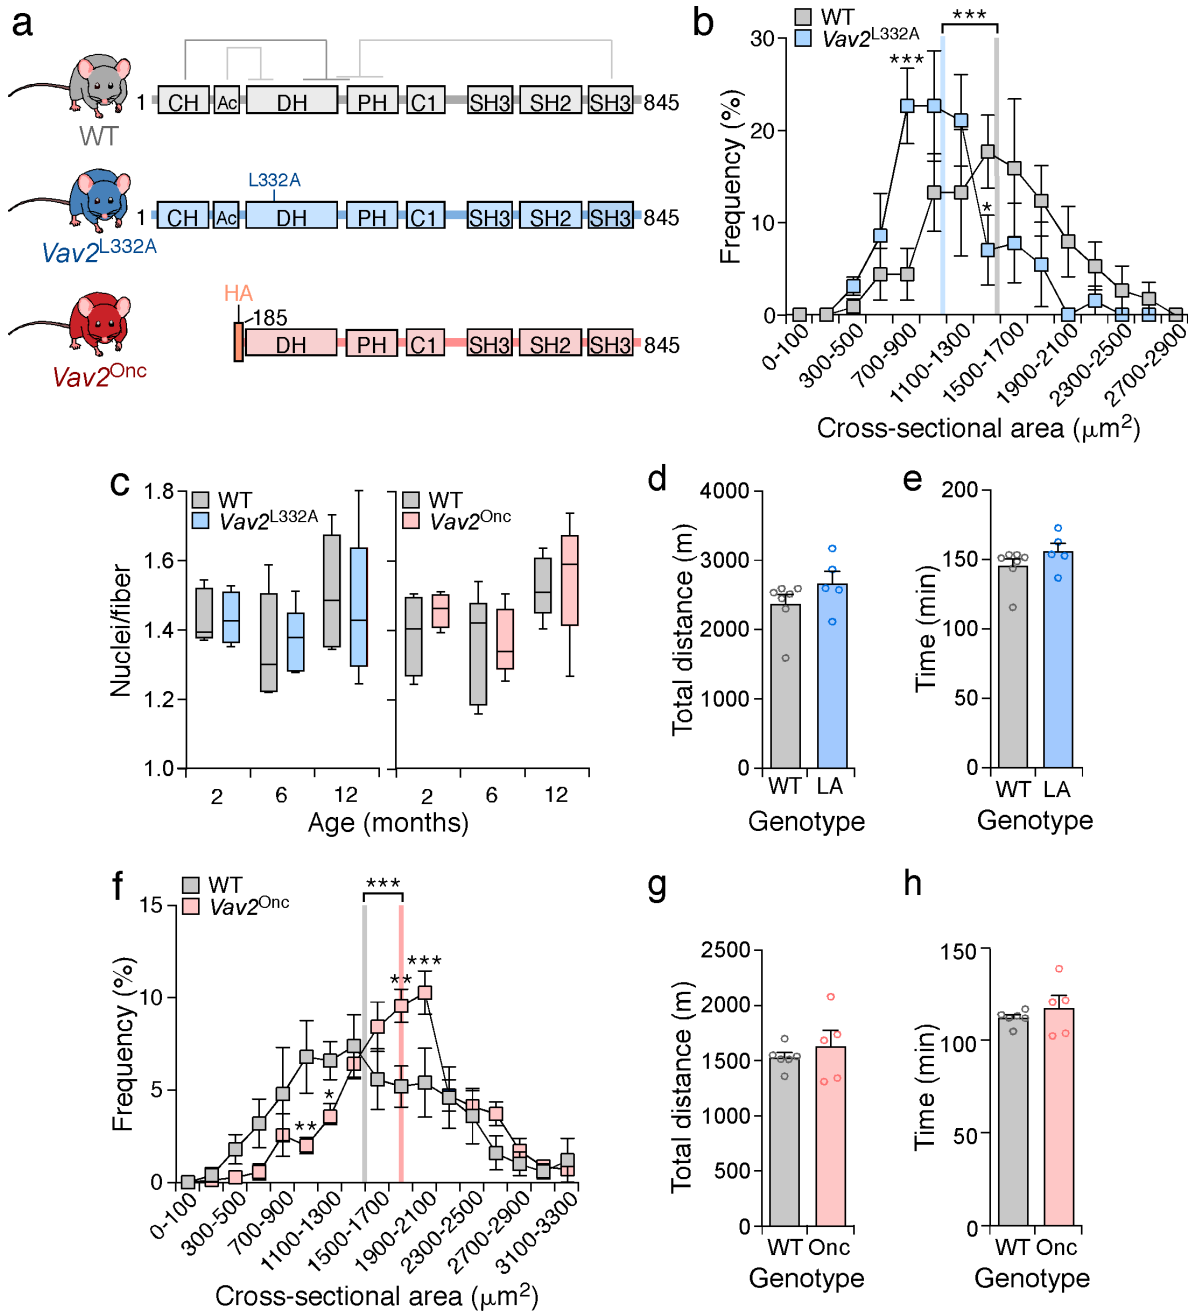 a
WT
1 CH Ac DH PH C1 SH3 SH2 SH3 845
L332A
Vav2L332A
1 CH Ac DH PH C1 SH3 SH2 SH3 845
HA
185
Vav2Onc
DH PH C1 SH3 SH2 SH3 845
b
WT
Vav2L332A
***
***
*
Frequency (%)
30
20
10
0
0-100
300-500
700-900
1100-1300
1500-1700
1900-2100
2300-2500
2700-2900
Cross-sectional area (μm2)
c
WT
Vav2L332A
WT
Vav2Onc
Nuclei/fiber
1.8
1.6
1.4
1.2
1.0
2 6 12 2 6 12
Age (months)
d
Total distance (m)
4000
3000
2000
1000
0
WT LA
Genotype
e
Time (min)
200
150
100
50
0
WT LA
Genotype
f
WT
Vav2Onc
***
**
***
**
*
Frequency (%)
15
10
5
0
0-100
300-500
700-900
1100-1300
1500-1700
1900-2100
2300-2500
2700-2900
3100-3300
Cross-sectional area (μm2)
g
Total distance (m)
2500
2000
1500
1000
500
0
WT Onc
Genotype
h
Time (min)
150
100
50
0
WT Onc
Genotype